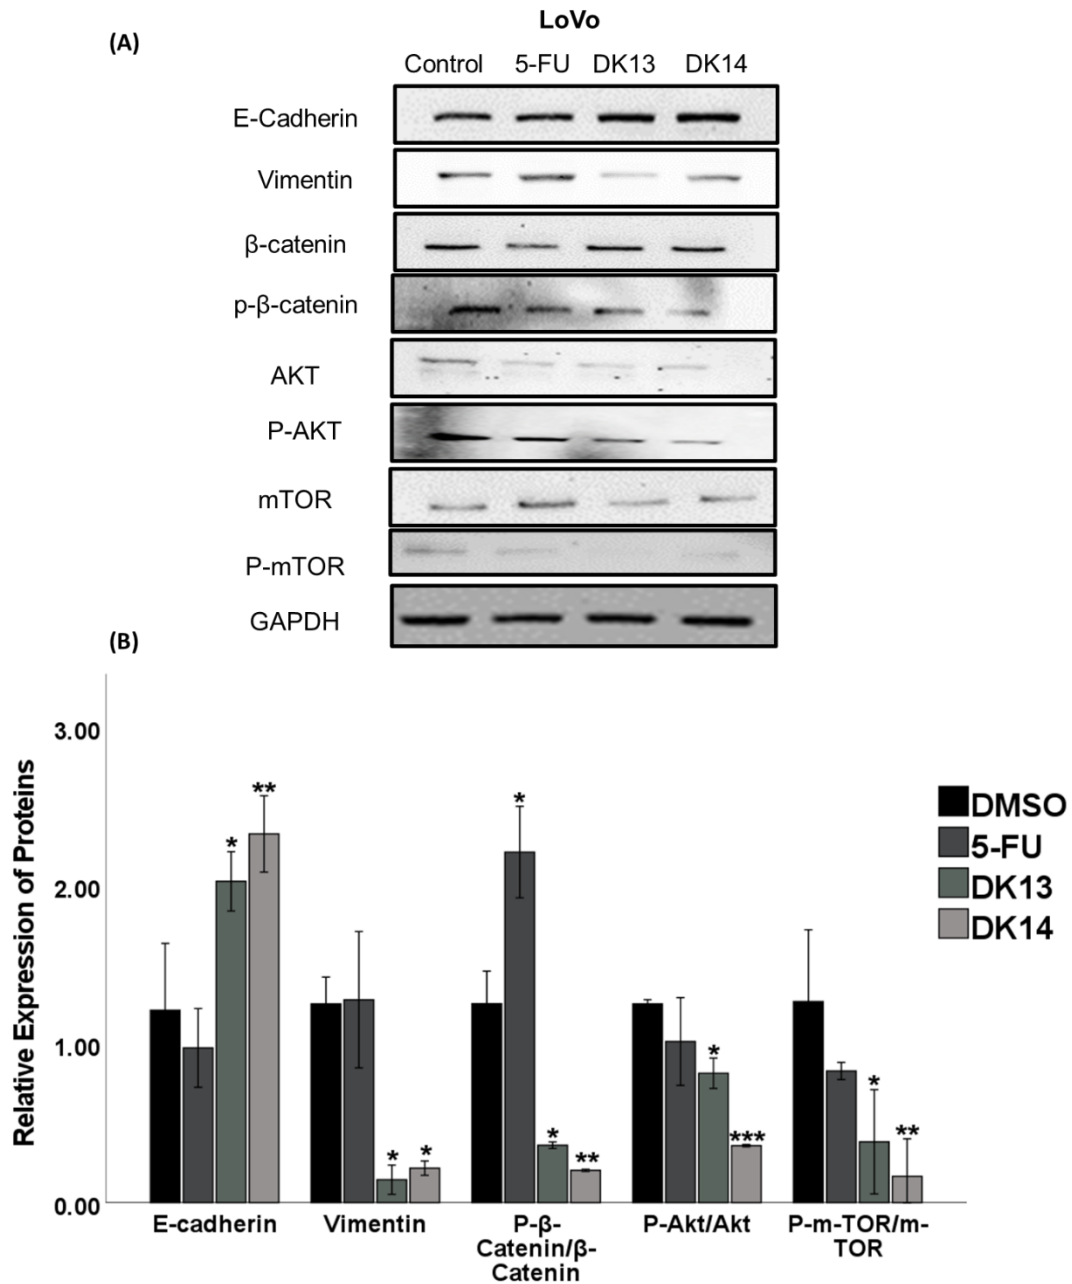 LoVo
(A)
Control 5-FU DK13 DK14
E-Cadherin
Vimentin
β-catenin
p-β-catenin
AKT
P-AKT
mTOR
P-mTOR
GAPDH
(B)
Relative Expression of Proteins
3.00
2.00
1.00
0.00
* **
* *
* * **
* ***
* **
DMSO
5-FU
DK13
DK14
E-cadherin
Vimentin
P-β-
Catenin/β-
Catenin
P-Akt/Akt
P-m-TOR/m-
TOR